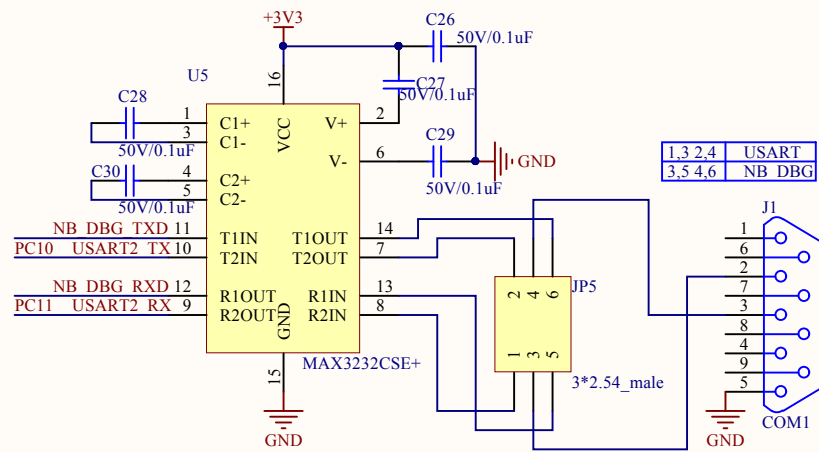 +3V3
C26
50V/0.1uF
U5
16
C27
50V/0.1uF
C28
1
C1+
VCC
V+
2
3
C1-
50V/0.1uF
C29
6
V-
GND
C30
4
C2+
5
C2-
50V/0.1uF
50V/0.1uF
1,3 2,4 USART
3,5 4,6 NB_DBG
J1
NB_DBG_TXD 11 T1IN T1OUT 14
PC10 USART2_TX 10 T2IN T2OUT 7
NB_DBG_RXD 12 R1OUT R1IN 13
PC11 USART2_RX 9 R2OUT R2IN 8
GND
15
GND
MAX3232CSE+
JP5
2 4 6
1 3 5
3*2.54_male
1
6
2
7
3
8
4
9
5
GND
COM1